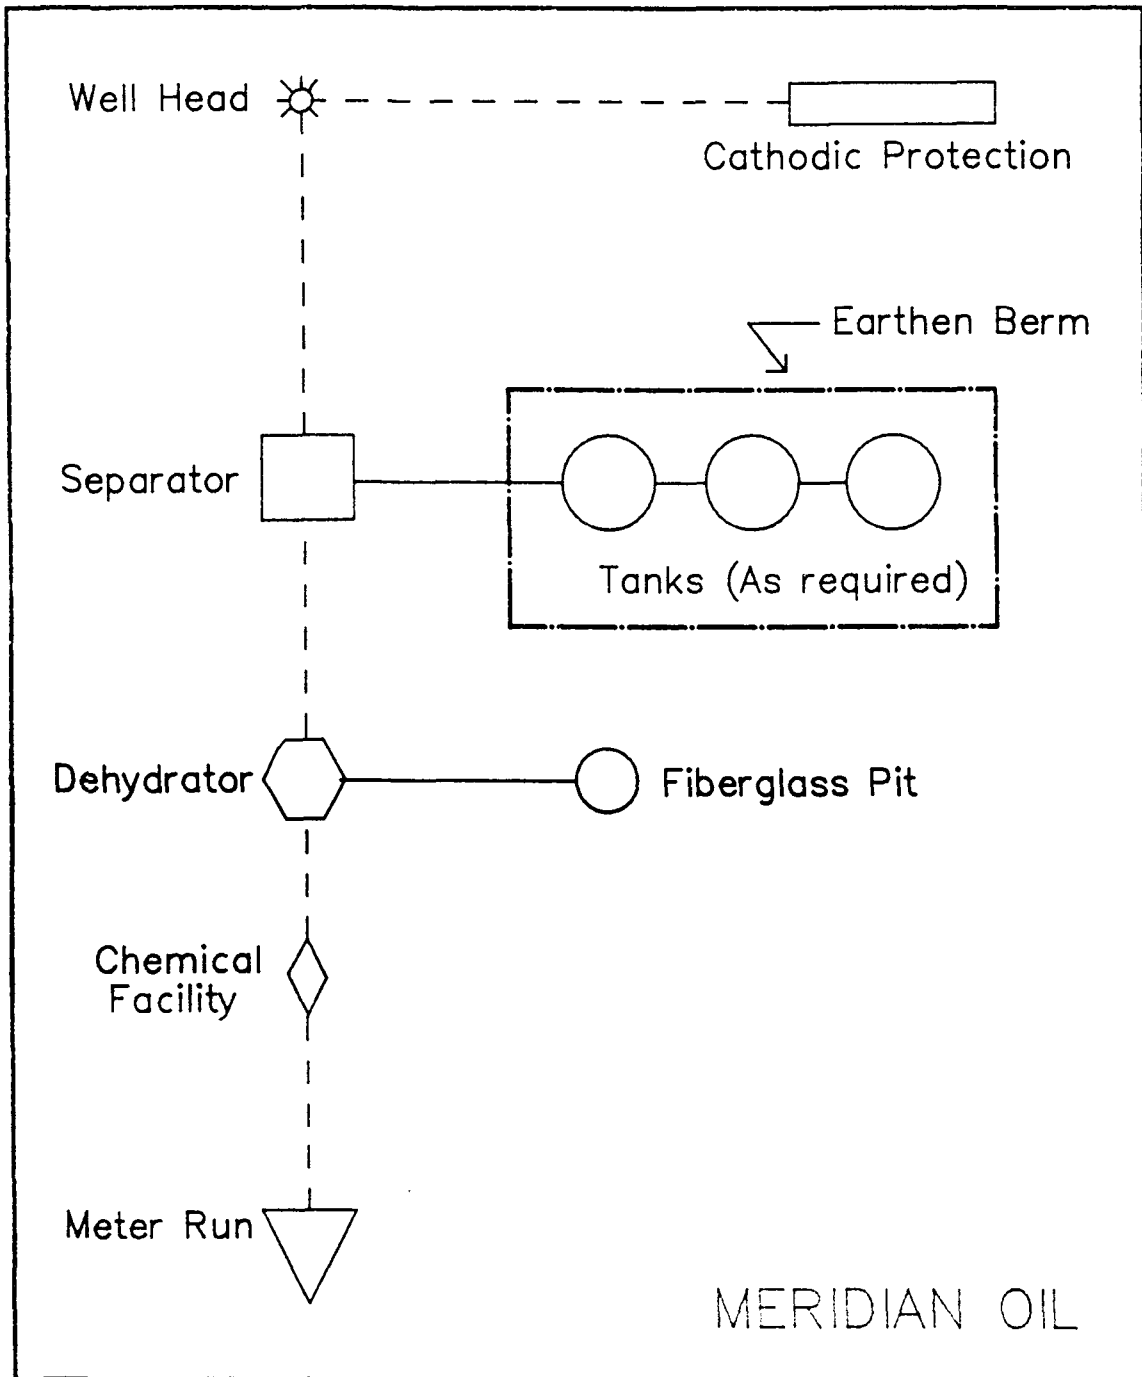 Well Head
Cathodic Protection
Earthen Berm
Separator
Tanks (As required)
Dehydrator
Fiberglass Pit
Chemical
Facility
Meter Run
MERIDIAN OIL